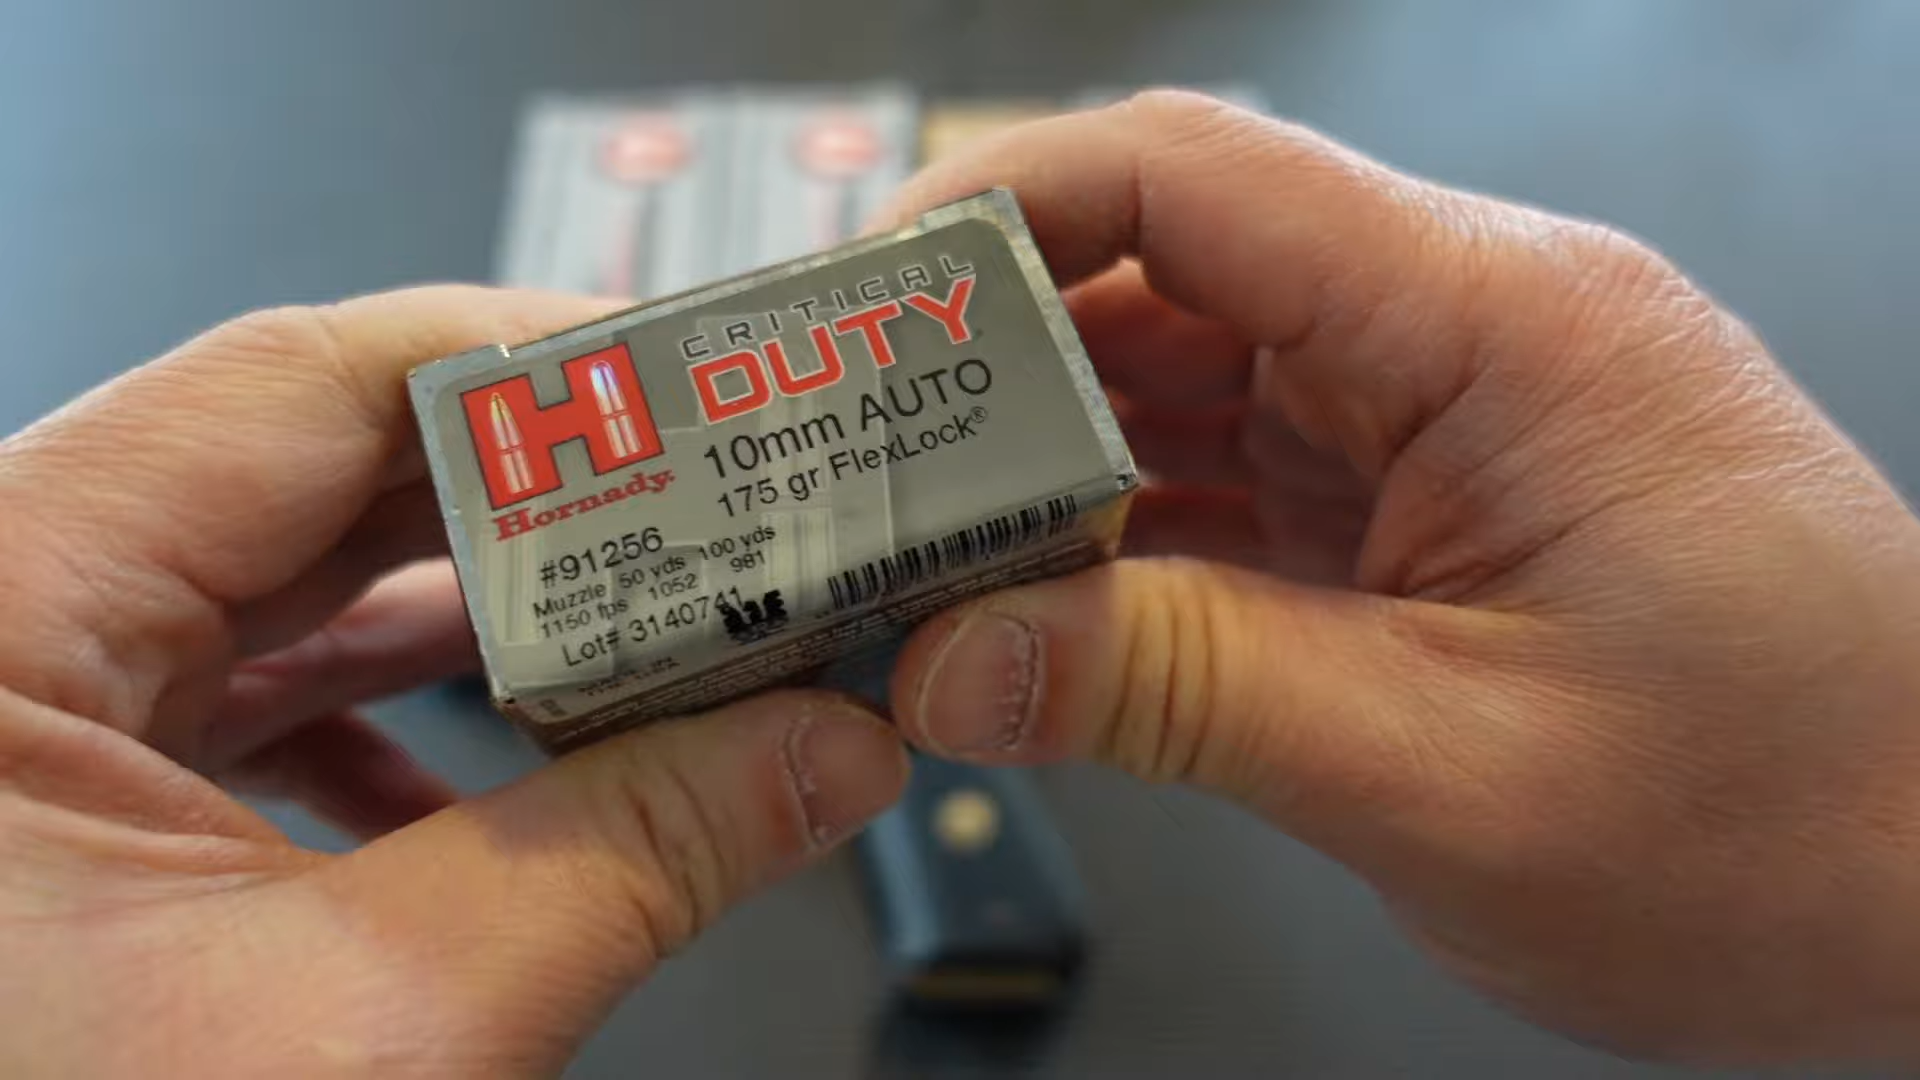 CRITICAL
DUTY
10mm AUTO
175 gr FlexLock®
Hornady
#91256
Muzzle 50 yds 100 yds
1150 fps 1052 981
Lot# 3140741